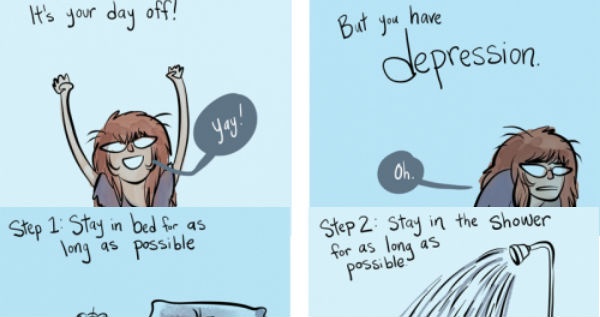 It's your day off!
Yay!
But you have
depression.
Oh.
Step 1: Stay in bed for as
long as possible
Step 2: Stay in the Shower
for as long as
possible.